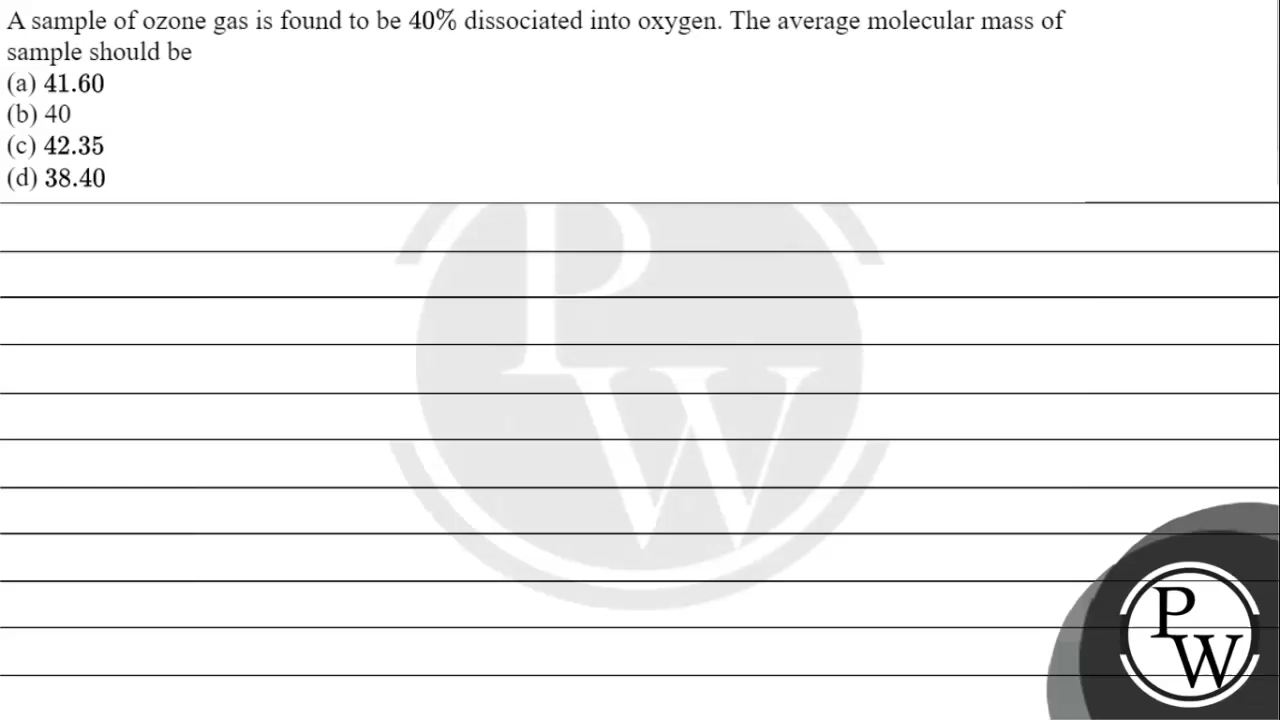 A sample of ozone gas is found to be 40% dissociated into oxygen. The average molecular mass of
sample should be
(a) 41.60
(b) 40
(c) 42.35
(d) 38.40
P
W
P
W